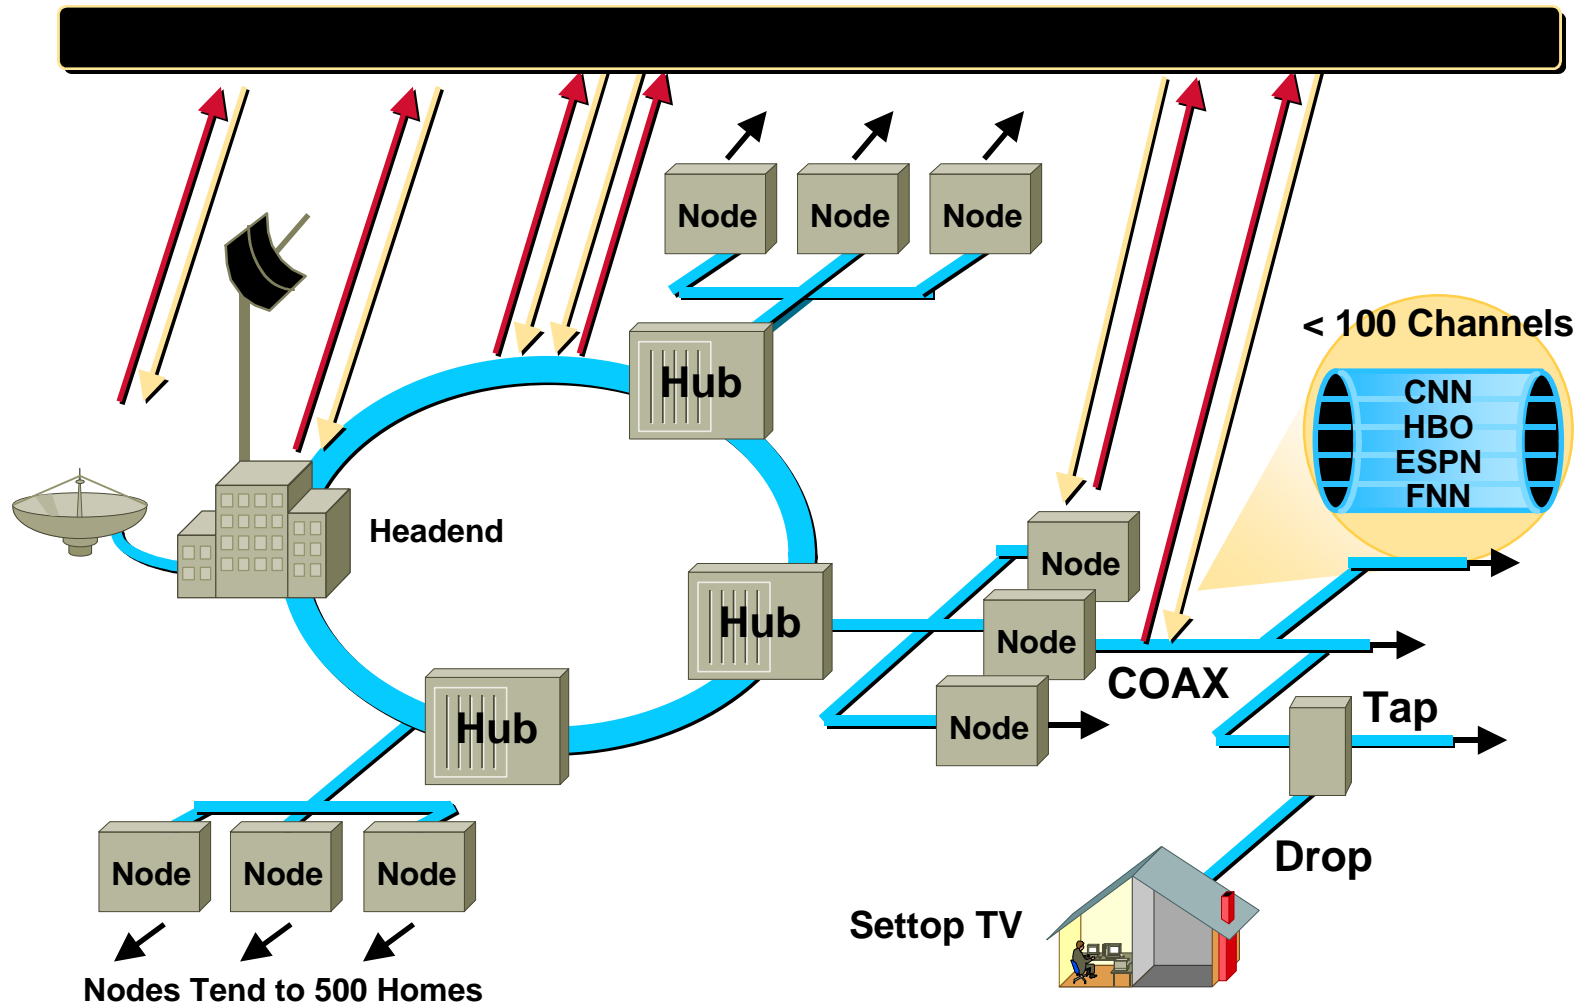 Node
Node
Node
< 100 Channels
Hub
CNN
HBO
ESPN
FNN
Headend
Node
Hub
Node
COAX
Node
Tap
Hub
Node
Node
Node
Drop
Settop TV
Nodes Tend to 500 Homes